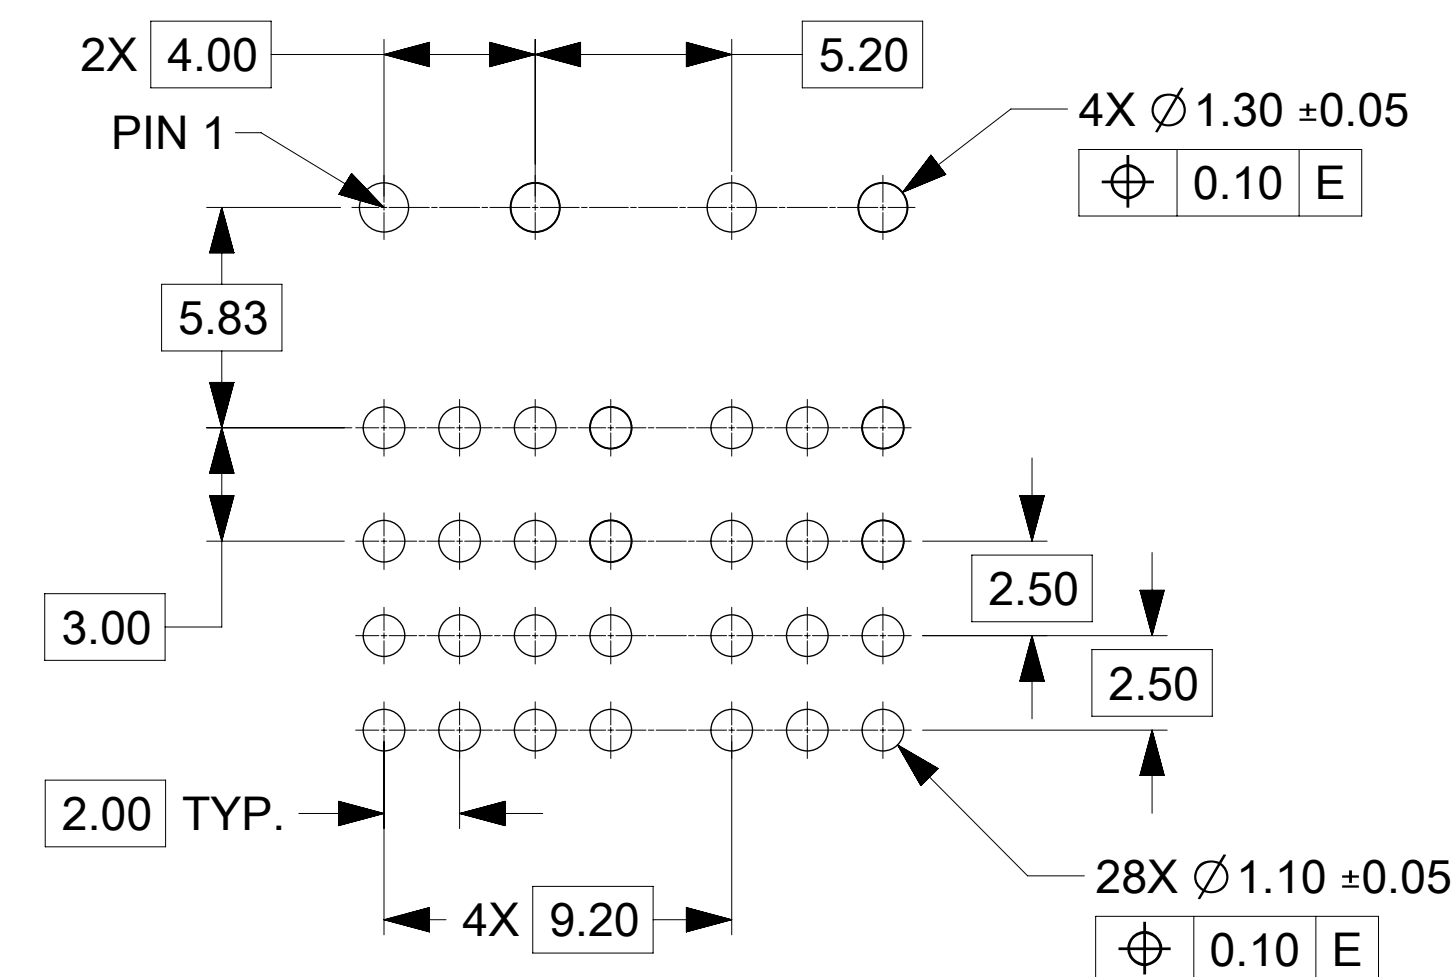 2X 4.00
5.20
PIN 1
4X ∅1.30 ±0.05
⌖ 0.10 E
5.83
3.00
2.50
2.50
2.00 TYP.
4X 9.20
28X ∅1.10 ±0.05
⌖ 0.10 E